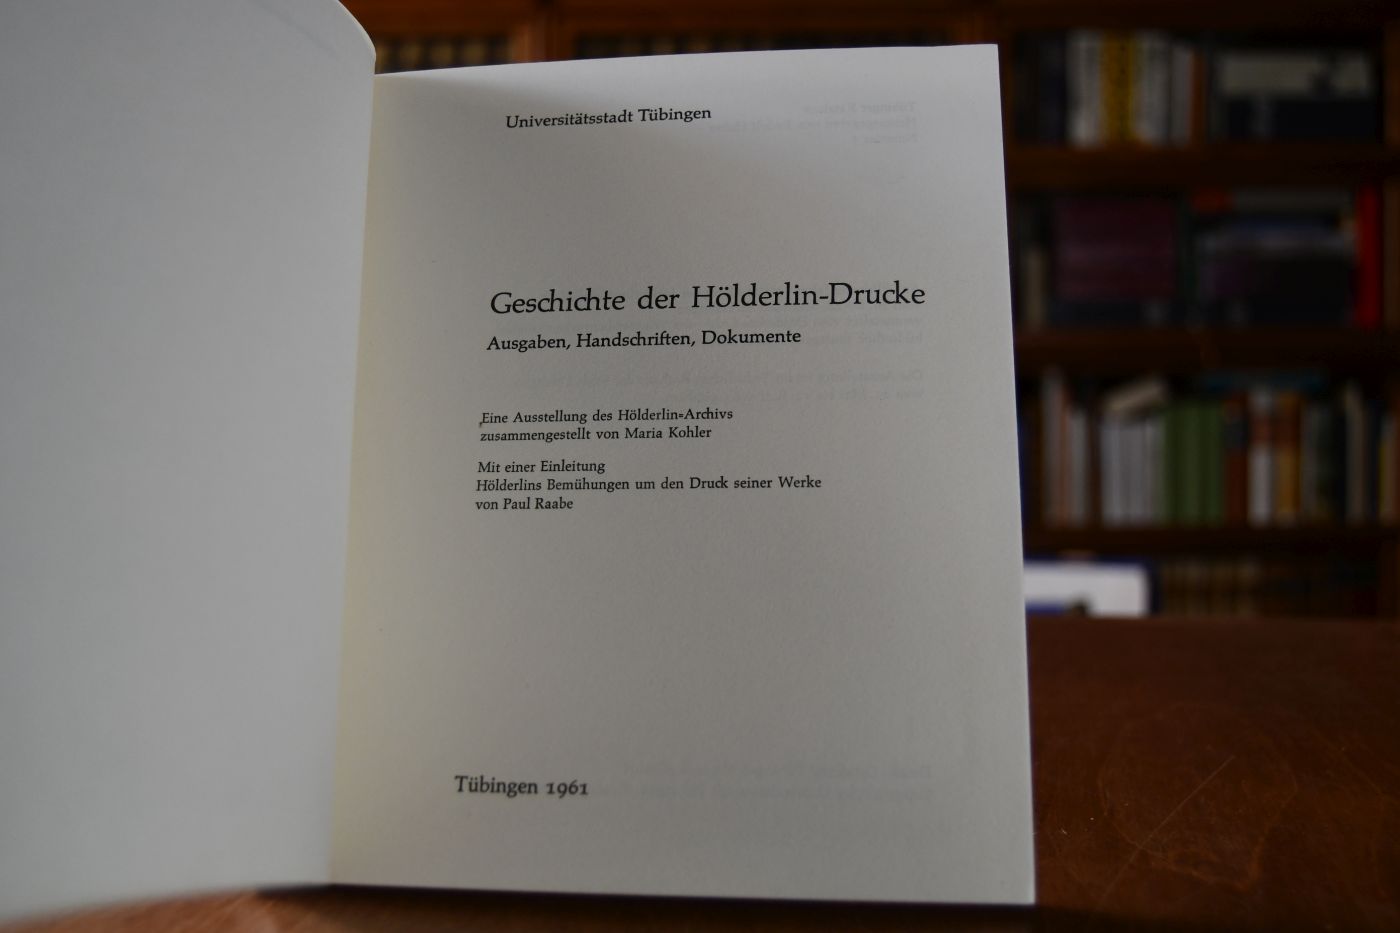 Universitätsstadt Tübingen
Geschichte der Hölderlin-Drucke
Ausgaben, Handschriften, Dokumente
Eine Ausstellung des Hölderlin-Archivs
zusammengestellt von Maria Kohler
Mit einer Einleitung
Hölderlins Bemühungen um den Druck seiner Werke
von Paul Raabe
Tübingen 1961